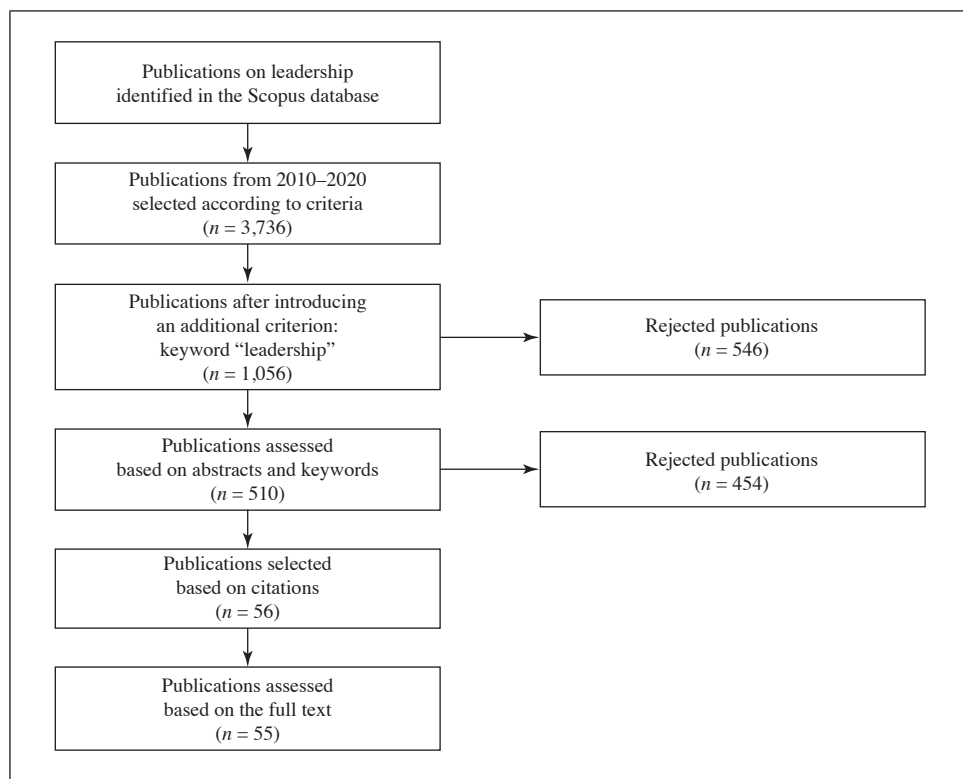 Publications on leadership
identified in the Scopus database
Publications from 2010–2020
selected according to criteria
(n = 3,736)
Publications after introducing
an additional criterion:
keyword “leadership”
(n = 1,056)
Rejected publications
(n = 546)
Publications assessed
based on abstracts and keywords
(n = 510)
Rejected publications
(n = 454)
Publications selected
based on citations
(n = 56)
Publications assessed
based on the full text
(n = 55)